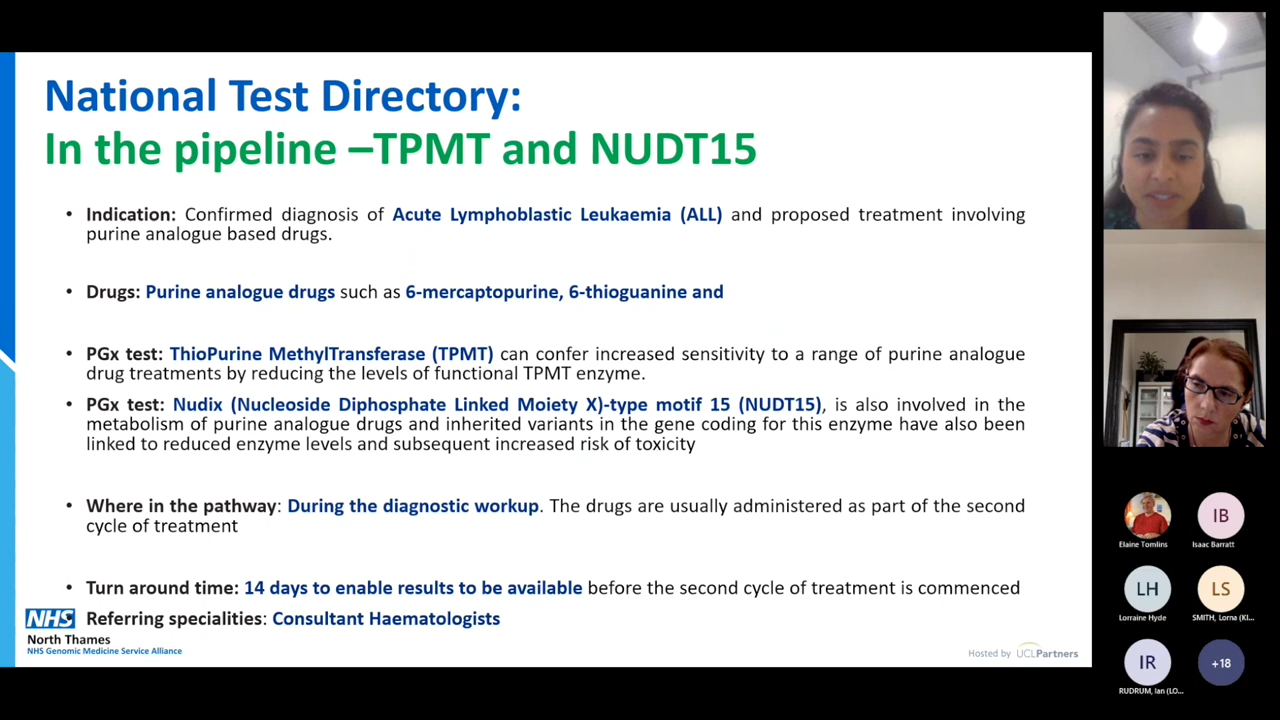 National Test Directory:
In the pipeline –TPMT and NUDT15
• Indication: Confirmed diagnosis of Acute Lymphoblastic Leukaemia (ALL) and proposed treatment involving
purine analogue based drugs.
• Drugs: Purine analogue drugs such as 6-mercaptopurine, 6-thioguanine and
• PGx test: ThioPurine MethylTransferase (TPMT) can confer increased sensitivity to a range of purine analogue
drug treatments by reducing the levels of functional TPMT enzyme.
• PGx test: Nudix (Nucleoside Diphosphate Linked Moiety X)-type motif 15 (NUDT15), is also involved in the
metabolism of purine analogue drugs and inherited variants in the gene coding for this enzyme have also been
linked to reduced enzyme levels and subsequent increased risk of toxicity
• Where in the pathway: During the diagnostic workup. The drugs are usually administered as part of the second
cycle of treatment
• Turn around time: 14 days to enable results to be available before the second cycle of treatment is commenced
• Referring specialities: Consultant Haematologists
NHS
North Thames
NHS Genomic Medicine Service Alliance
Hosted by UCLPartners
Elaine Tomlins
IB
Isaac Barratt
LH
Lorraine Hyde
LS
SMITH, Lorna (KI...
IR
RUDRUM, Ian (LO...
+18